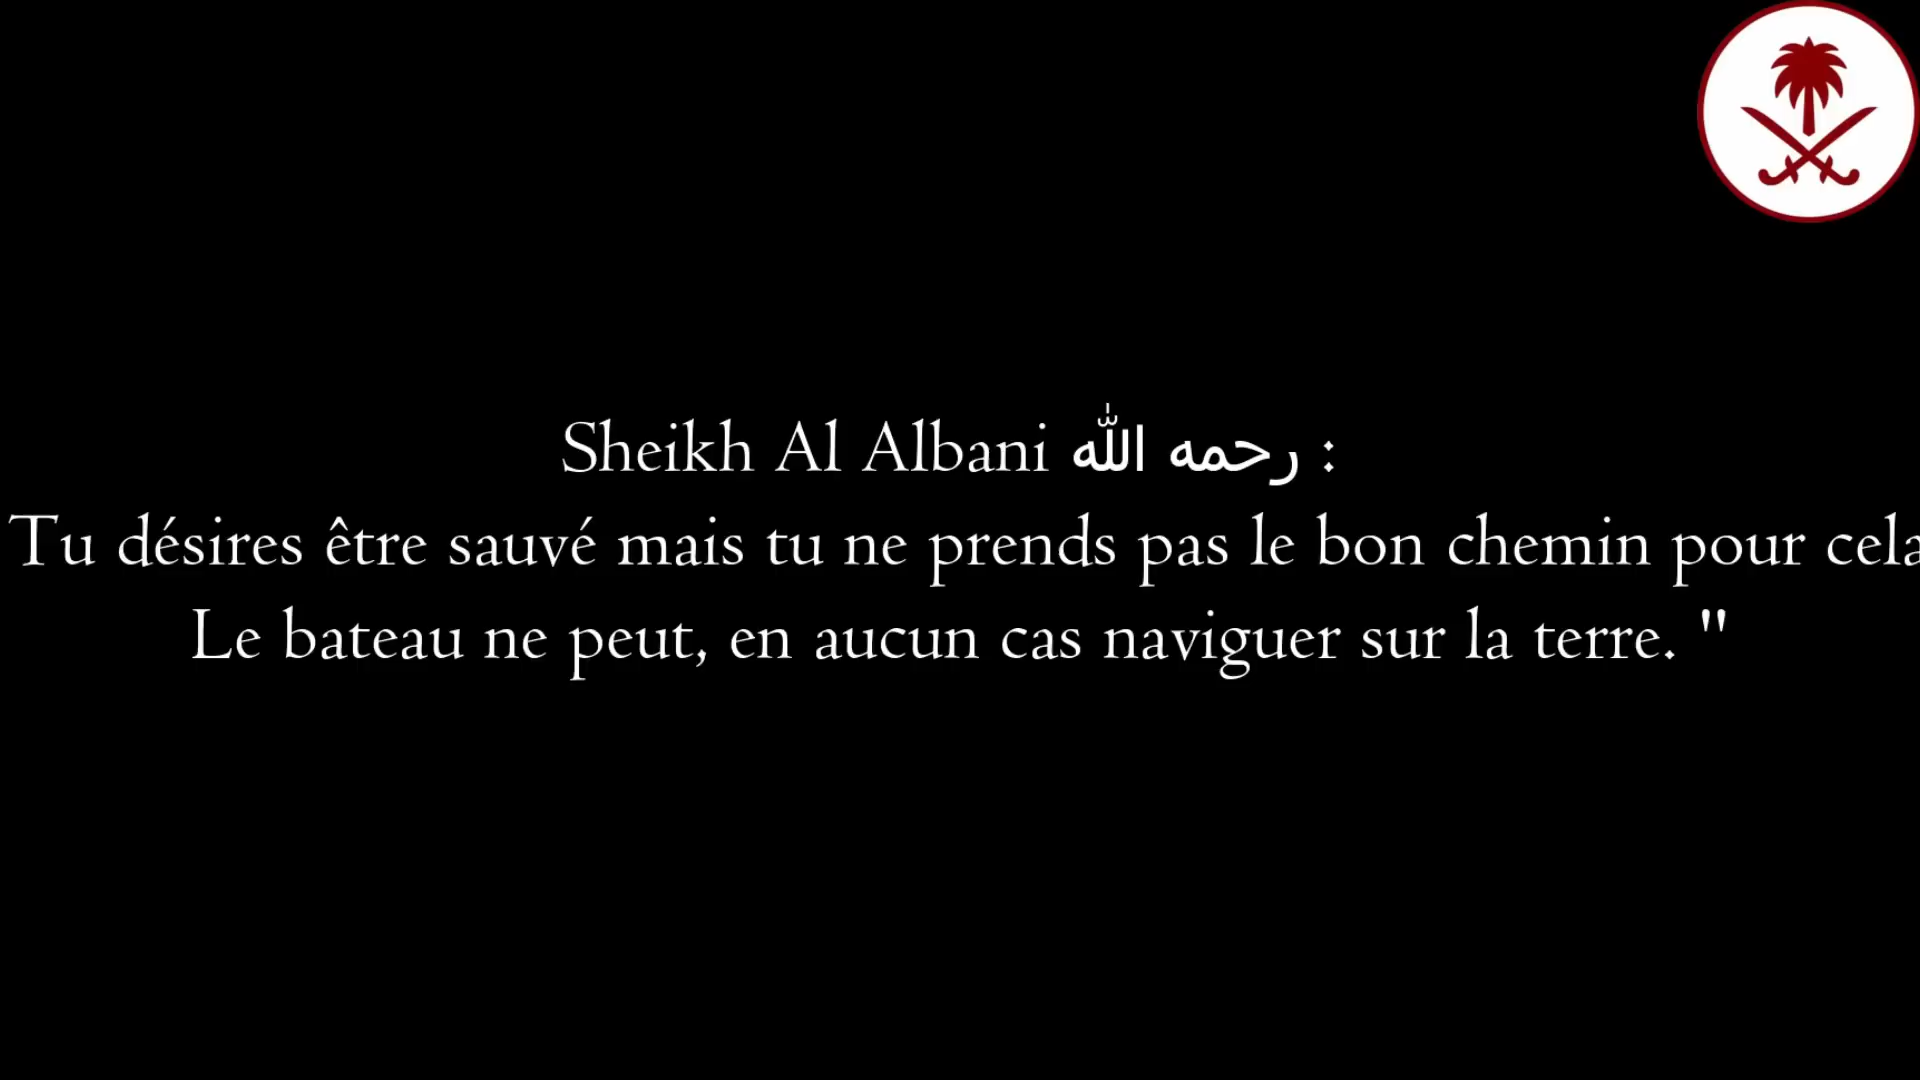 Sheikh Al Albani رحمه الله :
Tu désires être sauvé mais tu ne prends pas le bon chemin pour cela
Le bateau ne peut, en aucun cas naviguer sur la terre. "